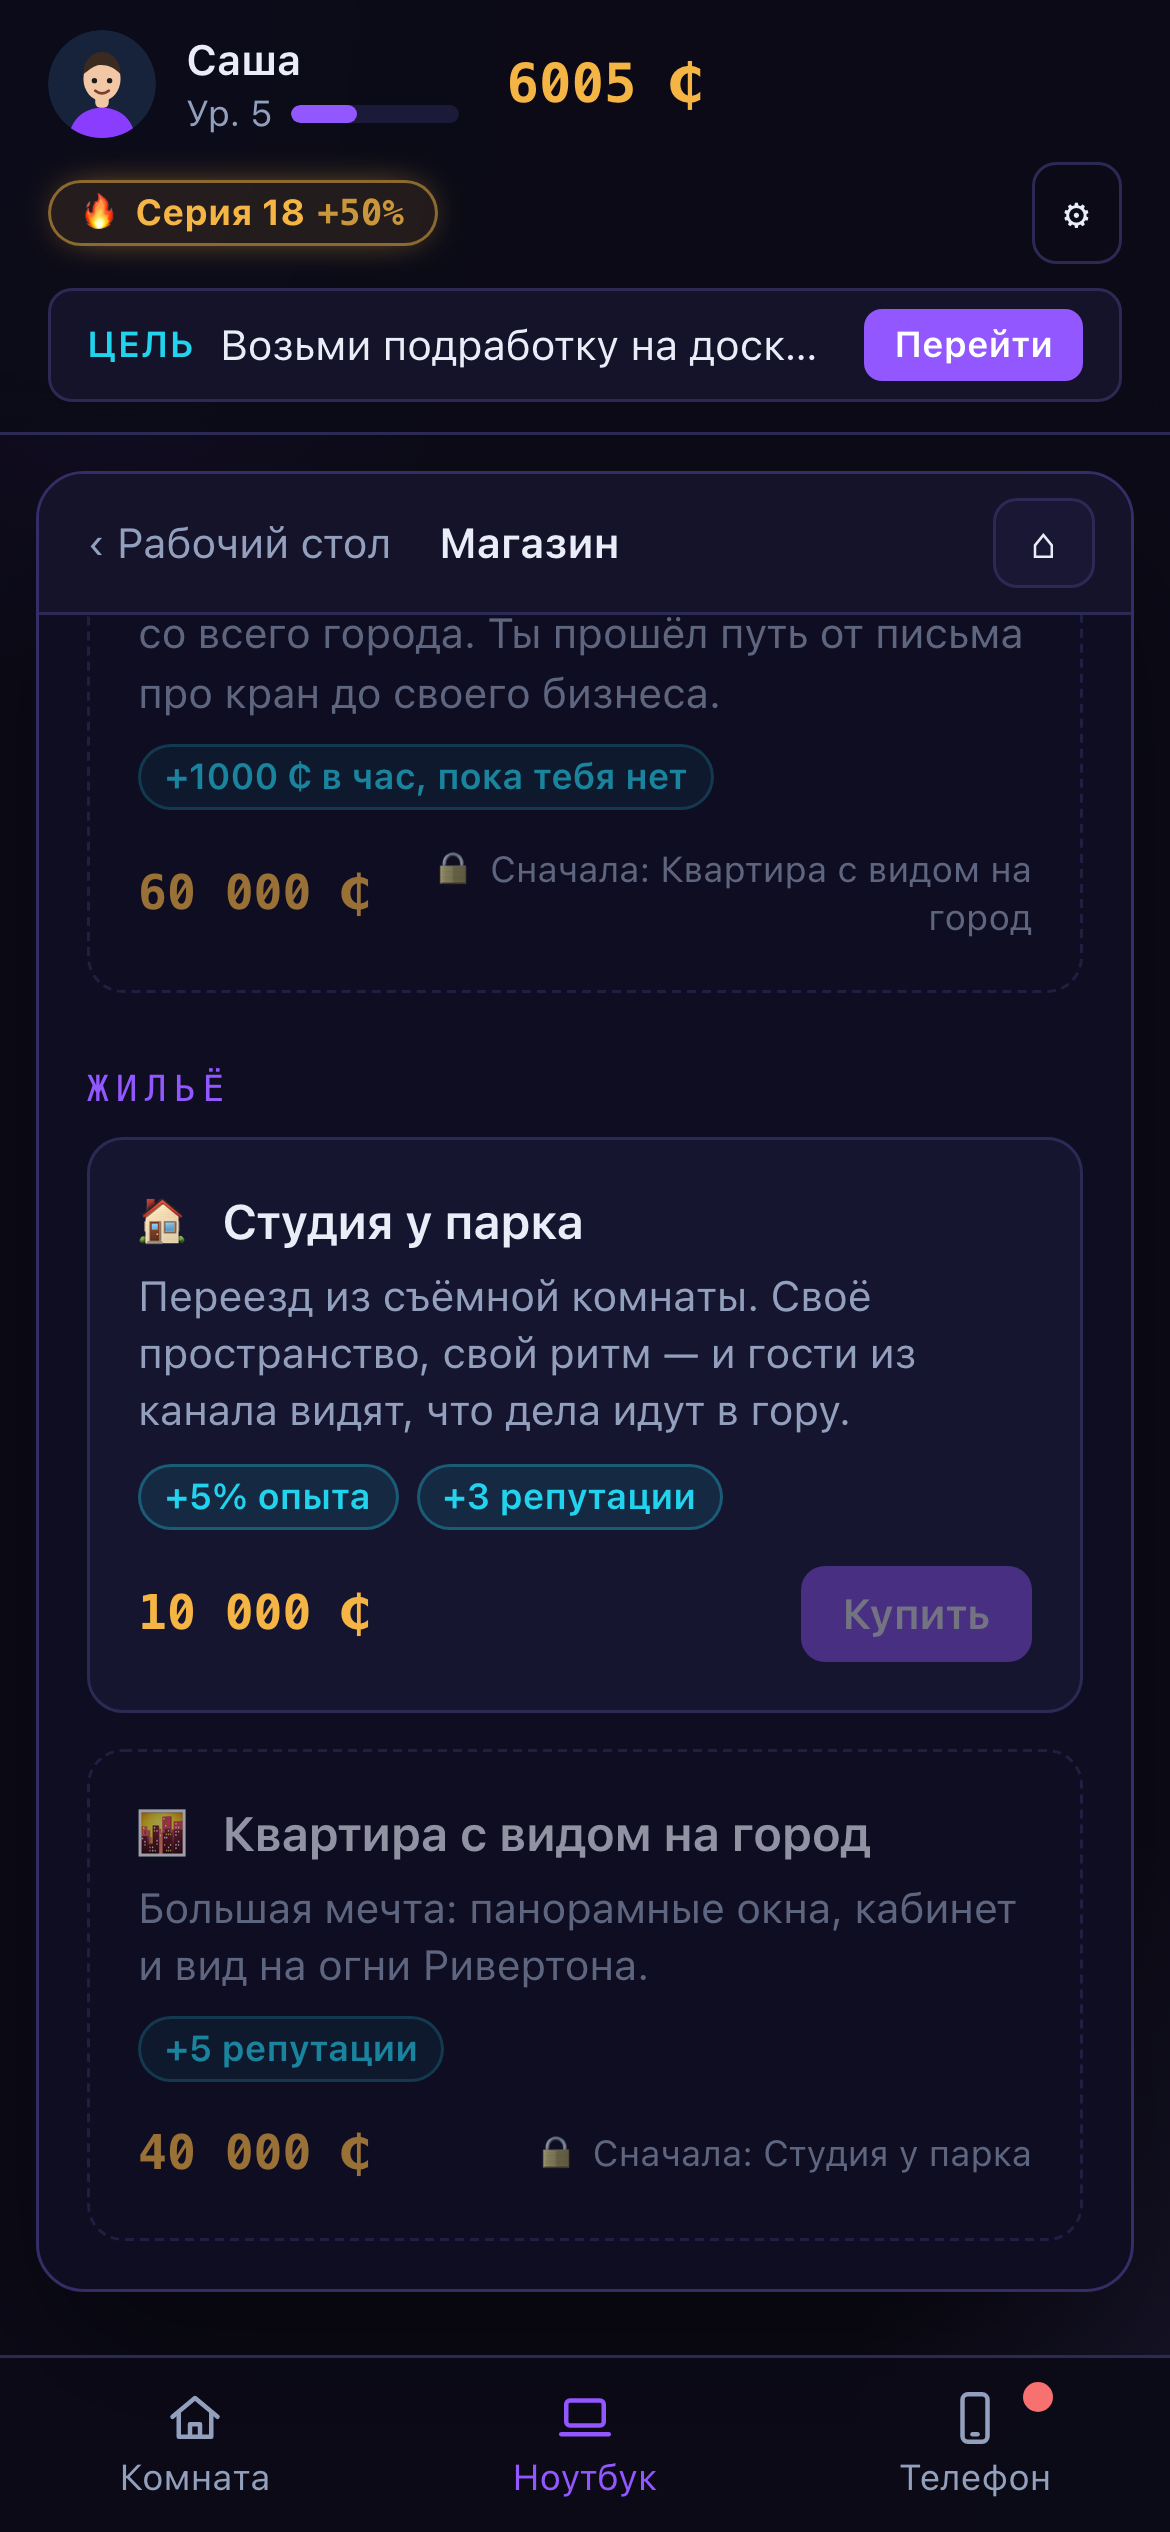 Саша
Ур. 5
6005 ₵
🔥 Серия 18 +50%
⚙
ЦЕЛЬ Возьми подработку на доск... Перейти
‹ Рабочий стол Магазин ⌂
со всего города. Ты прошёл путь от письма
про кран до своего бизнеса.
+1000 ₵ в час, пока тебя нет
60 000 ₵
🔒 Сначала: Квартира с видом на
город
ЖИЛЬЁ
🏠 Студия у парка
Переезд из съёмной комнаты. Своё
пространство, свой ритм — и гости из
канала видят, что дела идут в гору.
+5% опыта +3 репутации
10 000 ₵ Купить
🌇 Квартира с видом на город
Большая мечта: панорамные окна, кабинет
и вид на огни Ривертона.
+5 репутации
40 000 ₵ 🔒 Сначала: Студия у парка
Комната Ноутбук Телефон